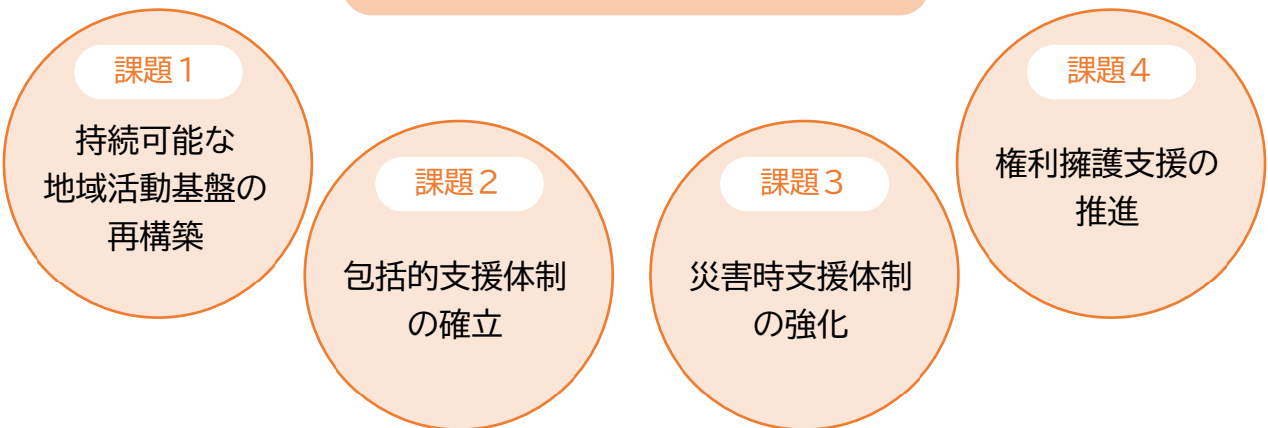 課題１
持続可能な
地域活動基盤の
再構築
課題２
包括的支援体制
の確立
課題３
災害時支援体制
の強化
課題４
権利擁護支援の
推進